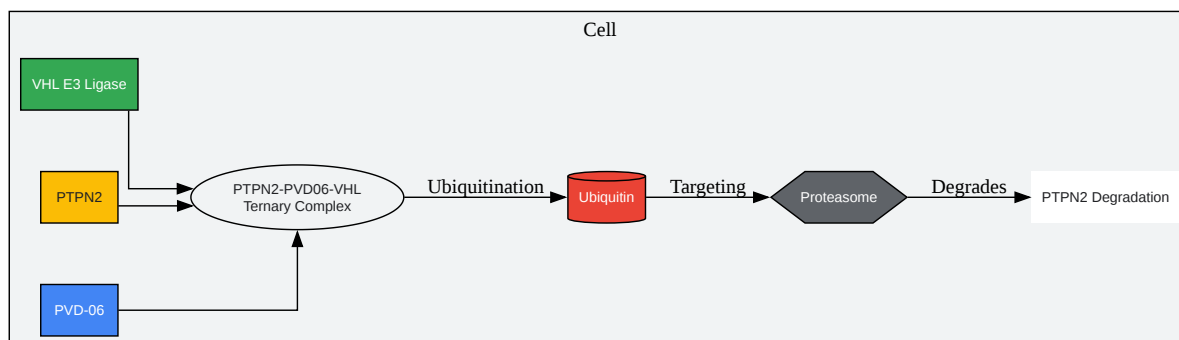 Cell
VHL E3 Ligase
PTPN2
PVD-06
PTPN2-PVD06-VHL
Ternary Complex
Ubiquitination
Ubiquitin
Targeting
Proteasome
Degrades
PTPN2 Degradation